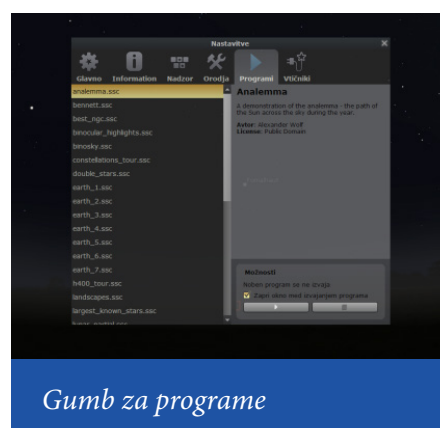 Nastavitve
Glavno Information Nadzor Orodja Programi Vtičniki
analemma.ssc
bennett.ssc
best_ngc.ssc
binocular_highlights.ssc
binosky.ssc
constellations_tour.ssc
double_stars.ssc
earth_1.ssc
earth_2.ssc
earth_3.ssc
earth_4.ssc
earth_5.ssc
earth_6.ssc
earth_7.ssc
h400_tour.ssc
landscapes.ssc
largest_known_stars.ssc
Analemma
A demonstration of the analemma - the path of
the Sun across the sky during the year.
Avtor: Alexander Wolf
License: Public Domain
Možnosti
Noben program se ne izvaja
Zapri okno med izvajanjem programa
Gumb za programe